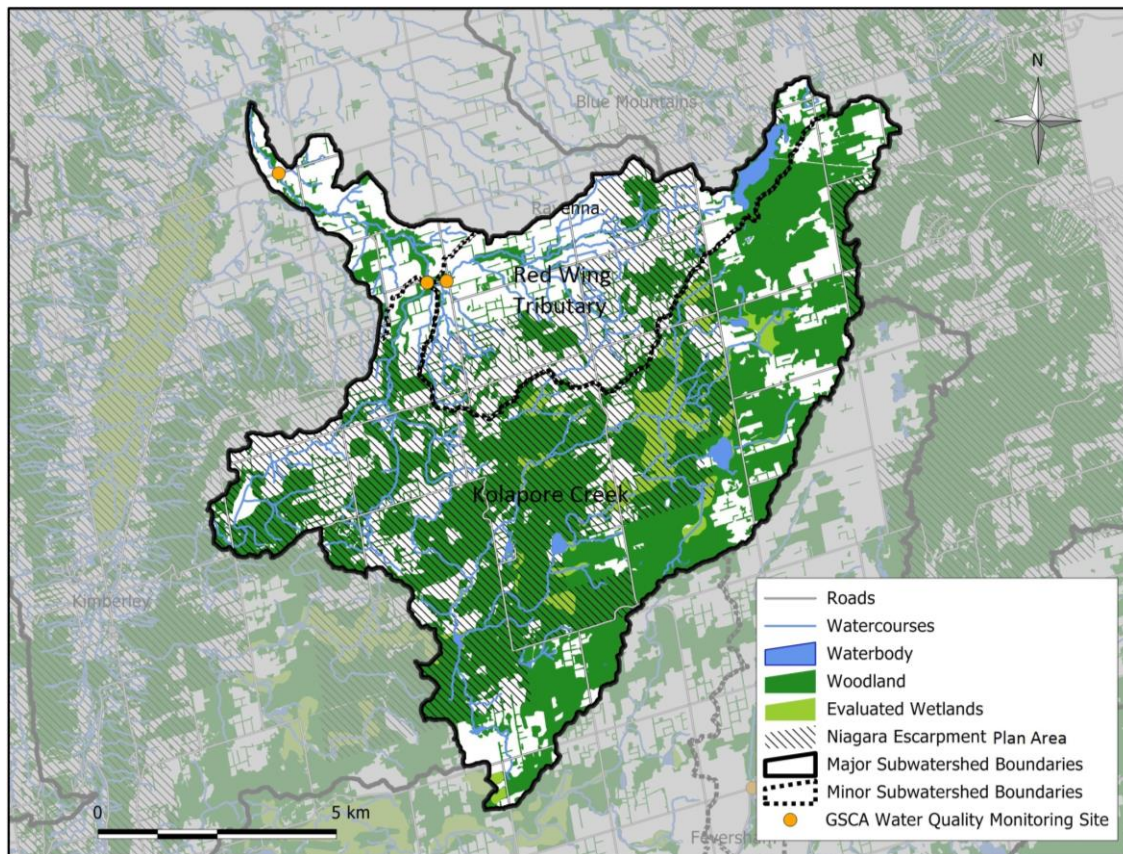 Blue Mountains
N
Ravenna
Red Wing
Tributary
Kolapore Creek
Kimberley
Feversham
0 5 km
Roads
Watercourses
Waterbody
Woodland
Evaluated Wetlands
Niagara Escarpment Plan Area
Major Subwatershed Boundaries
Minor Subwatershed Boundaries
GSCA Water Quality Monitoring Site